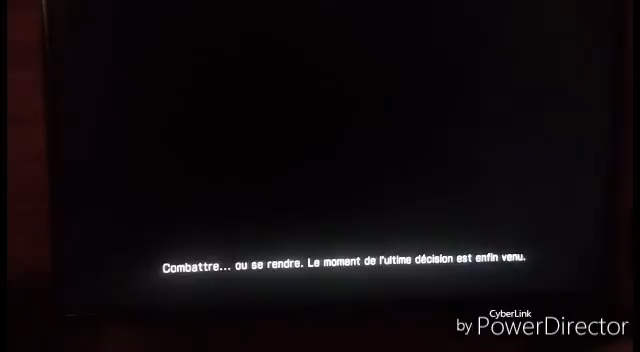 Combattre... ou se rendre. Le moment de l'ultime décision est enfin venu.
CyberLink
by PowerDirector